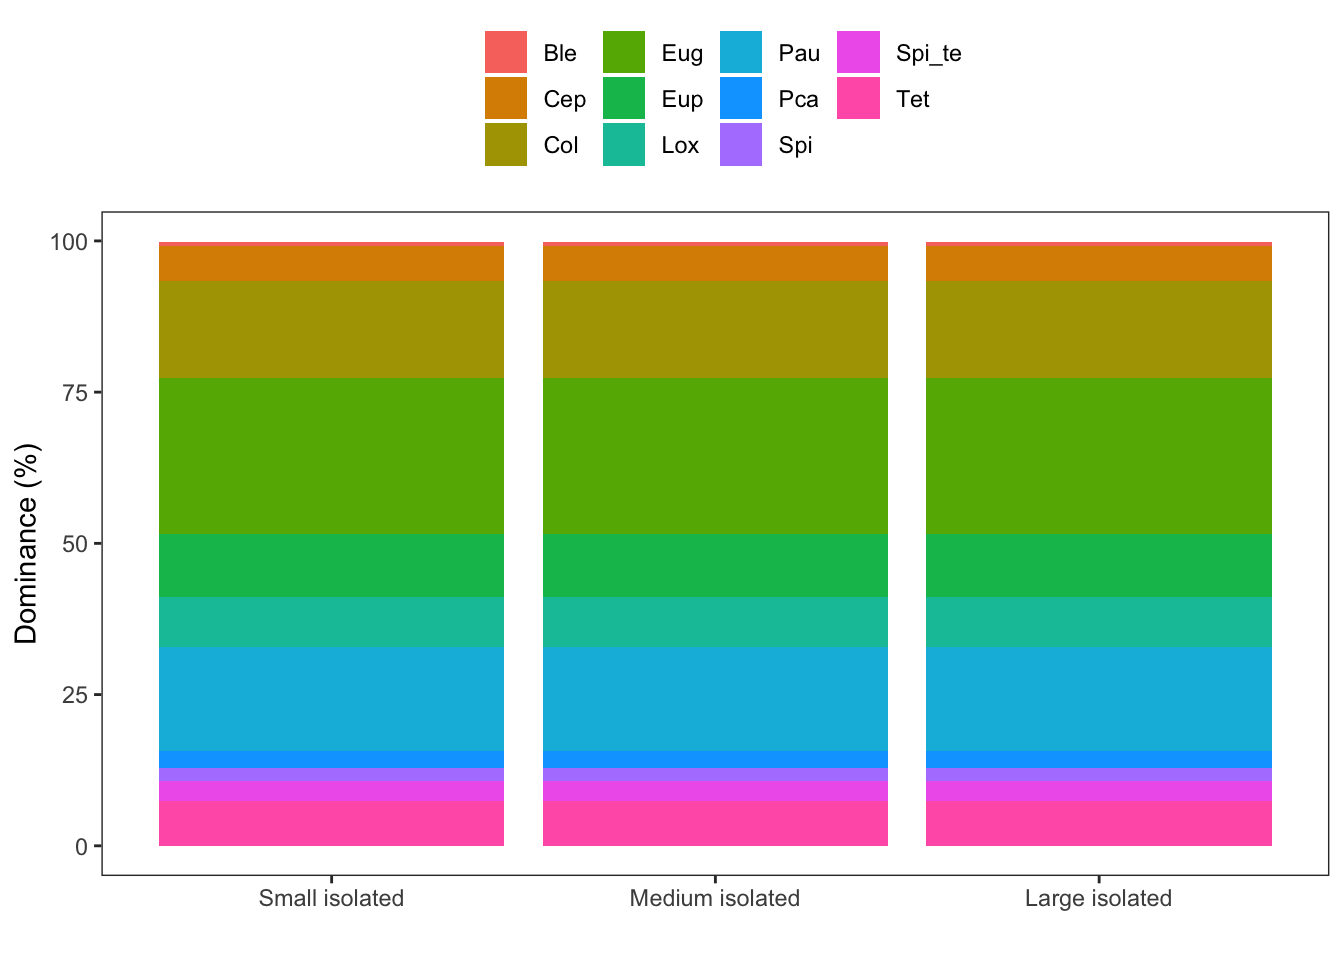 Ble Eug Pau Spi_te
Cep Eup Pca Tet
Col Lox Spi
Dominance (%)
100
75
50
25
0
Small isolated Medium isolated Large isolated